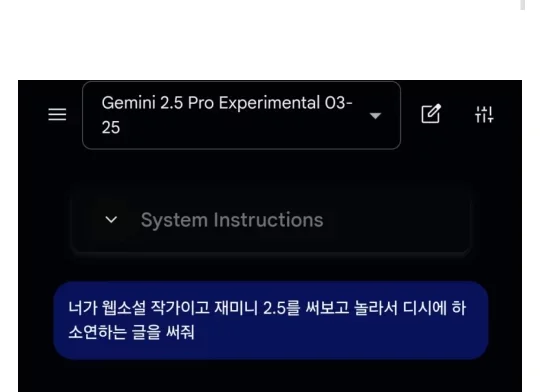 Gemini 2.5 Pro Experimental 03-
25
System Instructions
너가 웹소설 작가이고 재미니 2.5를 써보고 놀라서 디시에 하
소연하는 글을 써줘